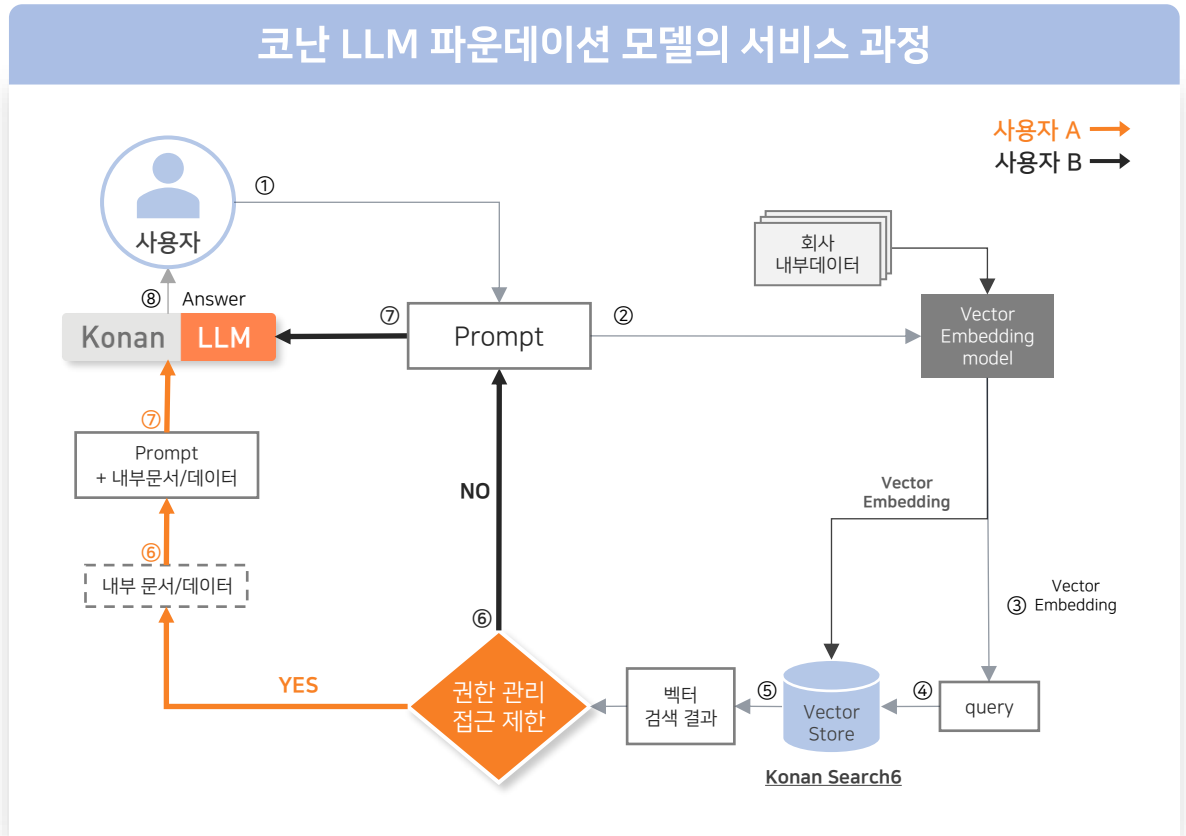 코난 LLM 파운데이션 모델의 서비스 과정
사용자 A
사용자 B
①
사용자
회사
내부데이터
⑧ Answer
Konan LLM
⑦
Prompt
②
Vector
Embedding
model
⑦
Prompt
+ 내부문서/데이터
NO
Vector
Embedding
⑥
내부 문서/데이터
③ Vector
Embedding
⑥
YES
권한 관리
접근 제한
벡터
검색 결과
⑤
Vector
Store
④
query
Konan Search6